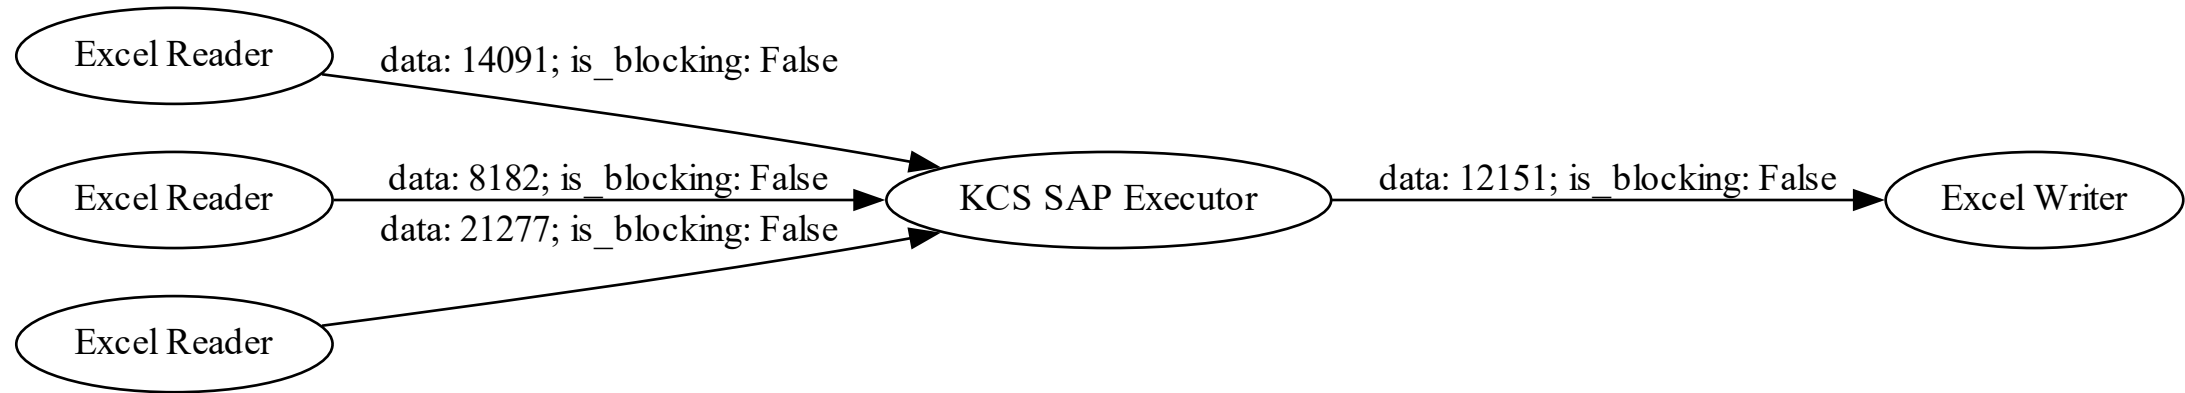 Excel Reader
data: 14091; is_blocking: False
Excel Reader
data: 8182; is_blocking: False
KCS SAP Executor
data: 12151; is_blocking: False
Excel Writer
data: 21277; is_blocking: False
Excel Reader